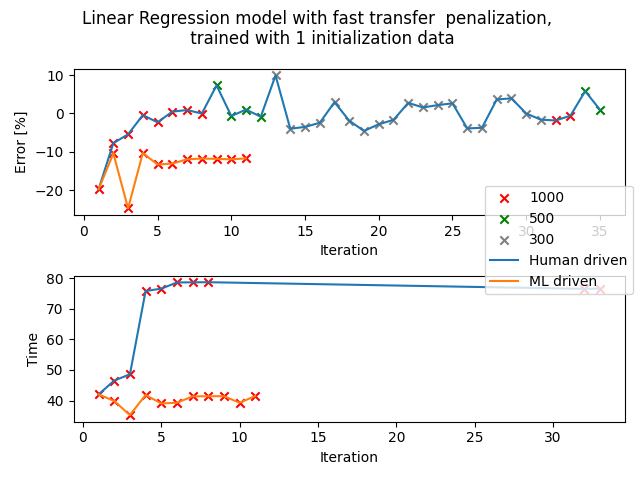 Linear Regression model with fast transfer  penalization,
trained with 1 initialization data
10
0
−10
−20
Error [%]
0 5 10 15 20 25 30 35
Iteration
1000
500
300
Human driven
ML driven
80
70
60
50
40
Time
0 5 10 15 20 25 30
Iteration